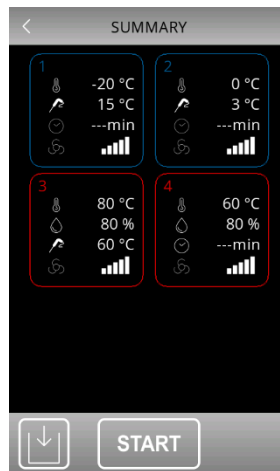 SUMMARY
1
-20 °C
15 °C
---min
2
0 °C
3 °C
---min
3
80 °C
80 %
60 °C
4
60 °C
80 %
---min
START